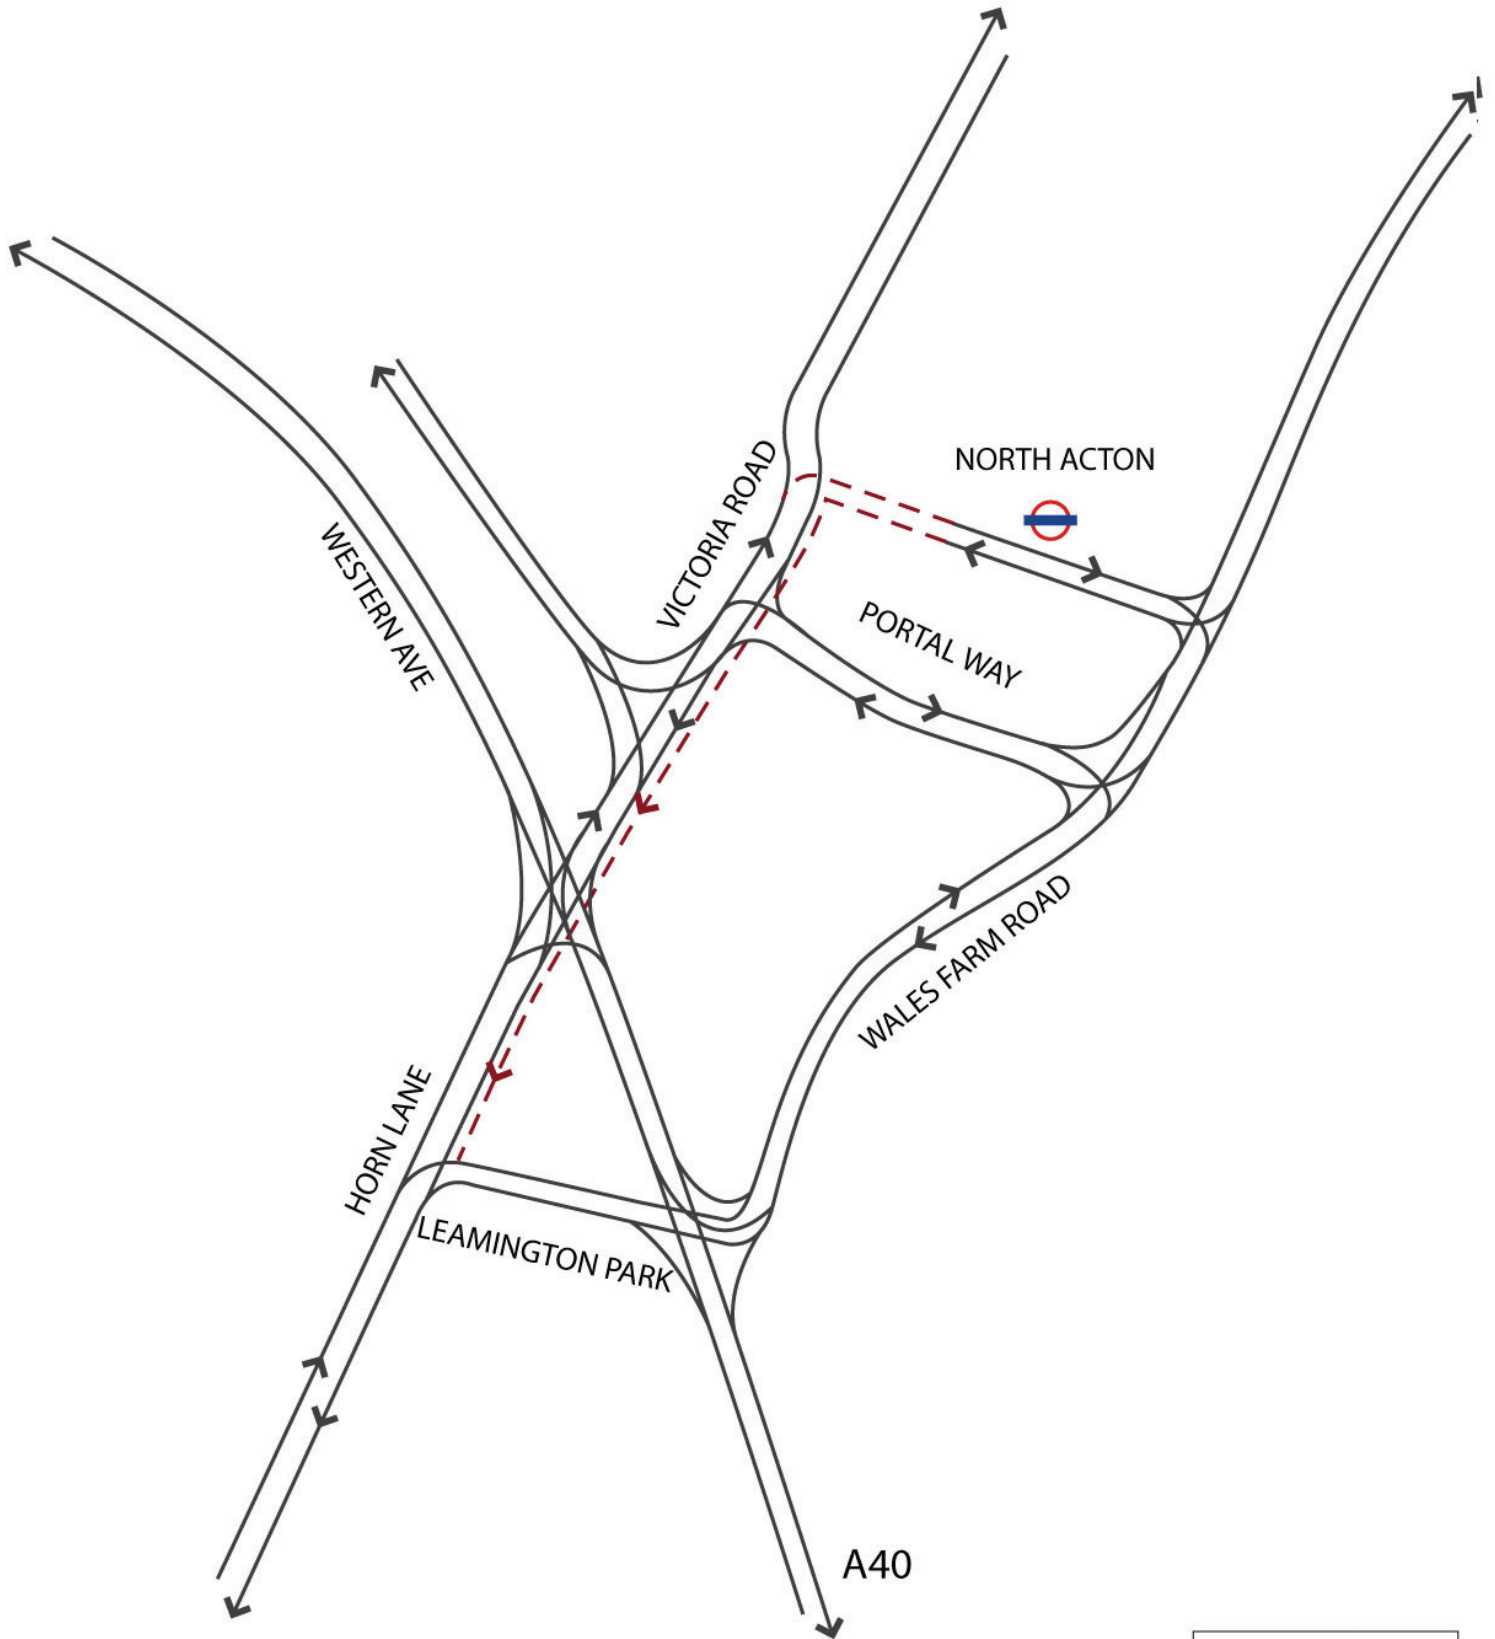 NORTH ACTON
VICTORIA ROAD
WESTERN AVE
PORTAL WAY
WALES FARM ROAD
HORN LANE
LEAMINGTON PARK
A40